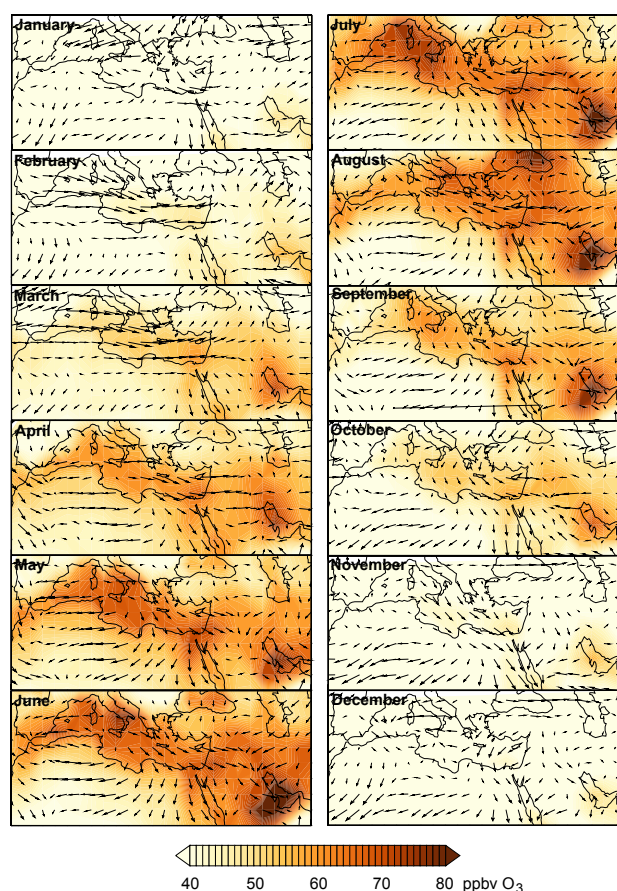 January
February
March
April
May
June
July
August
September
October
November
December
40 50 60 70 80 ppbv O₃